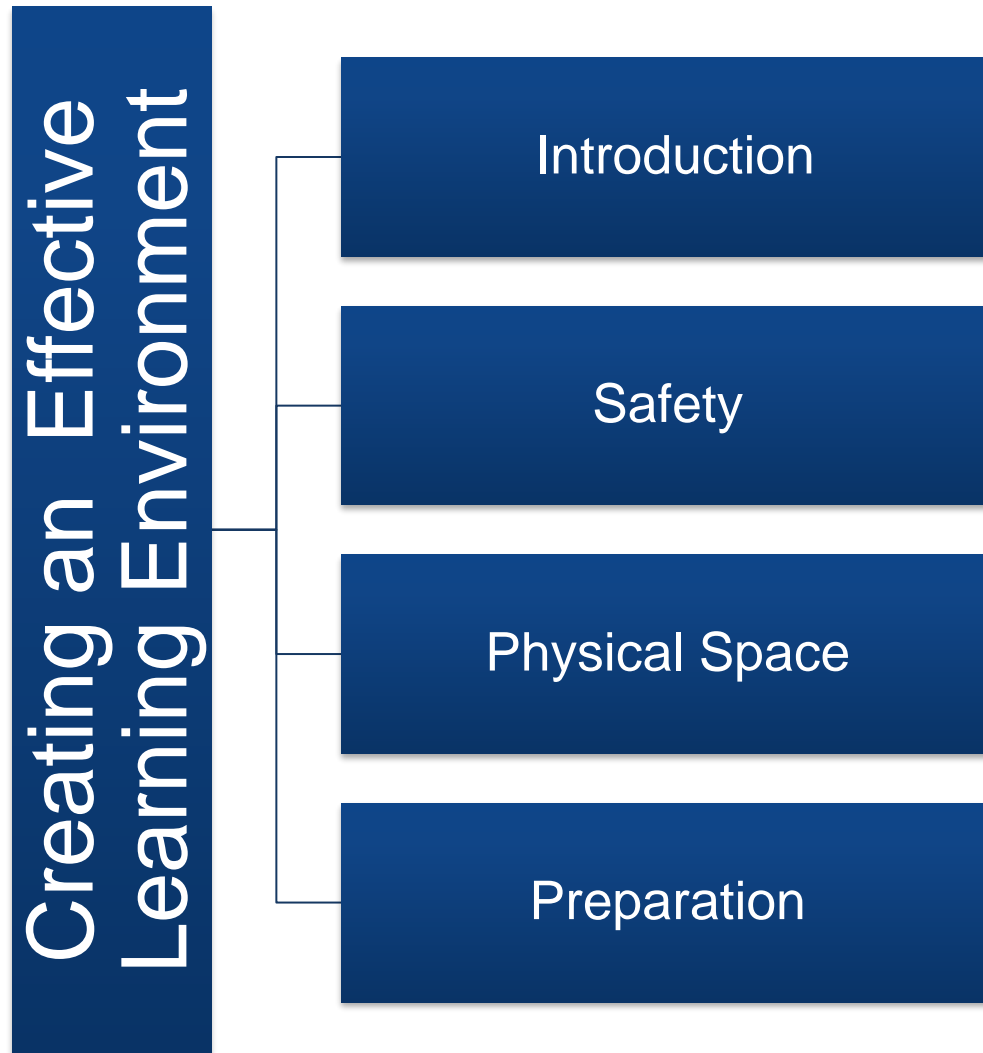 Creating an Effective
Learning Environment
Introduction
Safety
Physical Space
Preparation